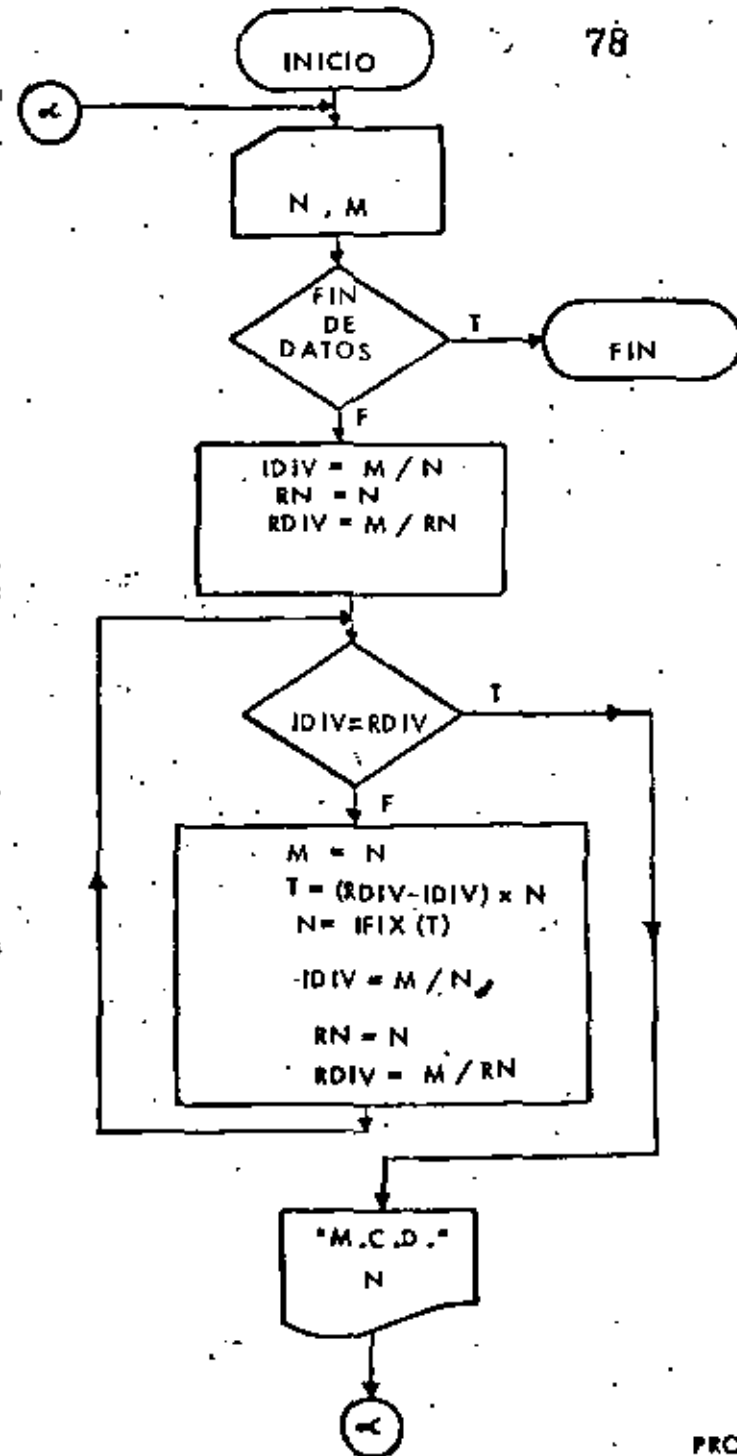 78
INICIO
α
N , M
FIN
DE
DATOS
T
FIN
F
IDIV = M / N
RN = N
RDIV = M / RN
IDIV=RDIV
T
F
M = N
T = (RDIV-IDIV) × N
N= IFIX (T)
IDIV = M / N
RN = N
RDIV = M / RN
"M.C.D."
N
α
PRO